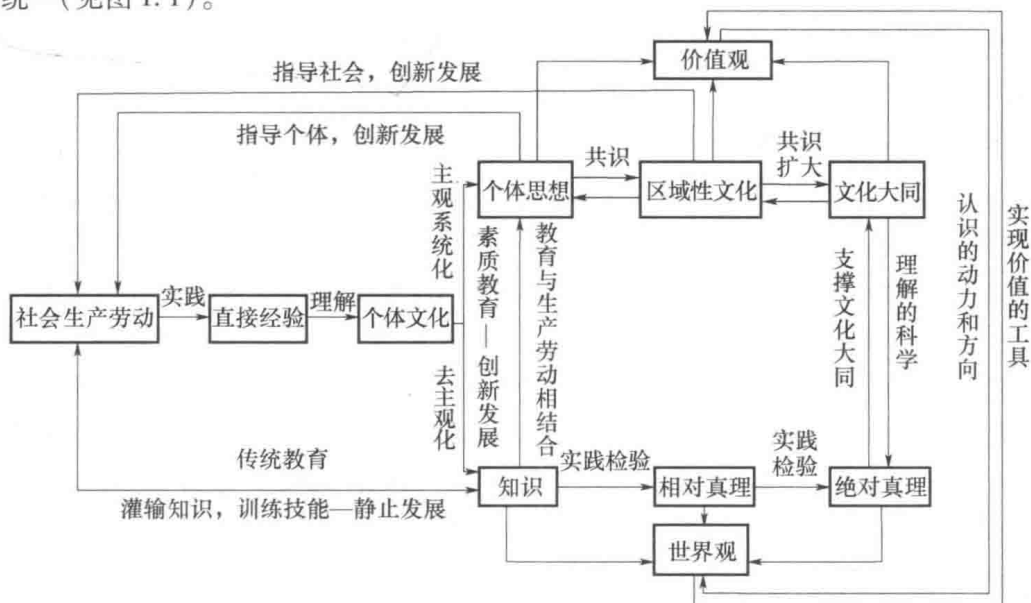 统”（见图1.1）。
价值观
指导社会，创新发展
指导个体，创新发展
共识
共识
扩大
个体思想
区域性文化
文化大同
主观系统化
素质教育—创新发展
教育与生产劳动相结合
支撑文化大同
理解的科学
认识的动力和方向
实现价值的工具
社会生产劳动
实践
直接经验
理解
个体文化
去主观化
传统教育
灌输知识，训练技能—静止发展
知识
实践检验
相对真理
实践
检验
绝对真理
世界观